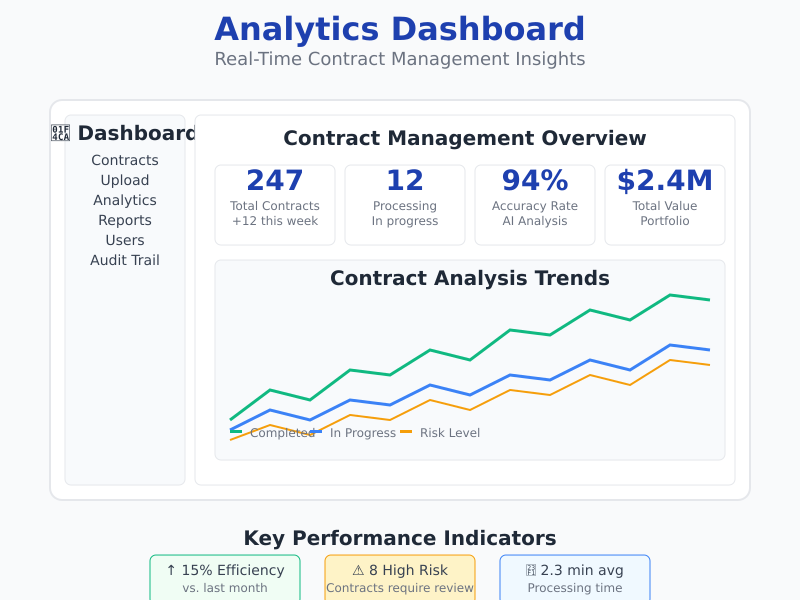 Analytics Dashboard
Real-Time Contract Management Insights
Dashboard
Contracts
Upload
Analytics
Reports
Users
Audit Trail
Contract Management Overview
247
Total Contracts
+12 this week
12
Processing
In progress
94%
Accuracy Rate
AI Analysis
$2.4M
Total Value
Portfolio
Contract Analysis Trends
Completed
In Progress
Risk Level
Key Performance Indicators
↑ 15% Efficiency
vs. last month
⚠ 8 High Risk
Contracts require review
2.3 min avg
Processing time